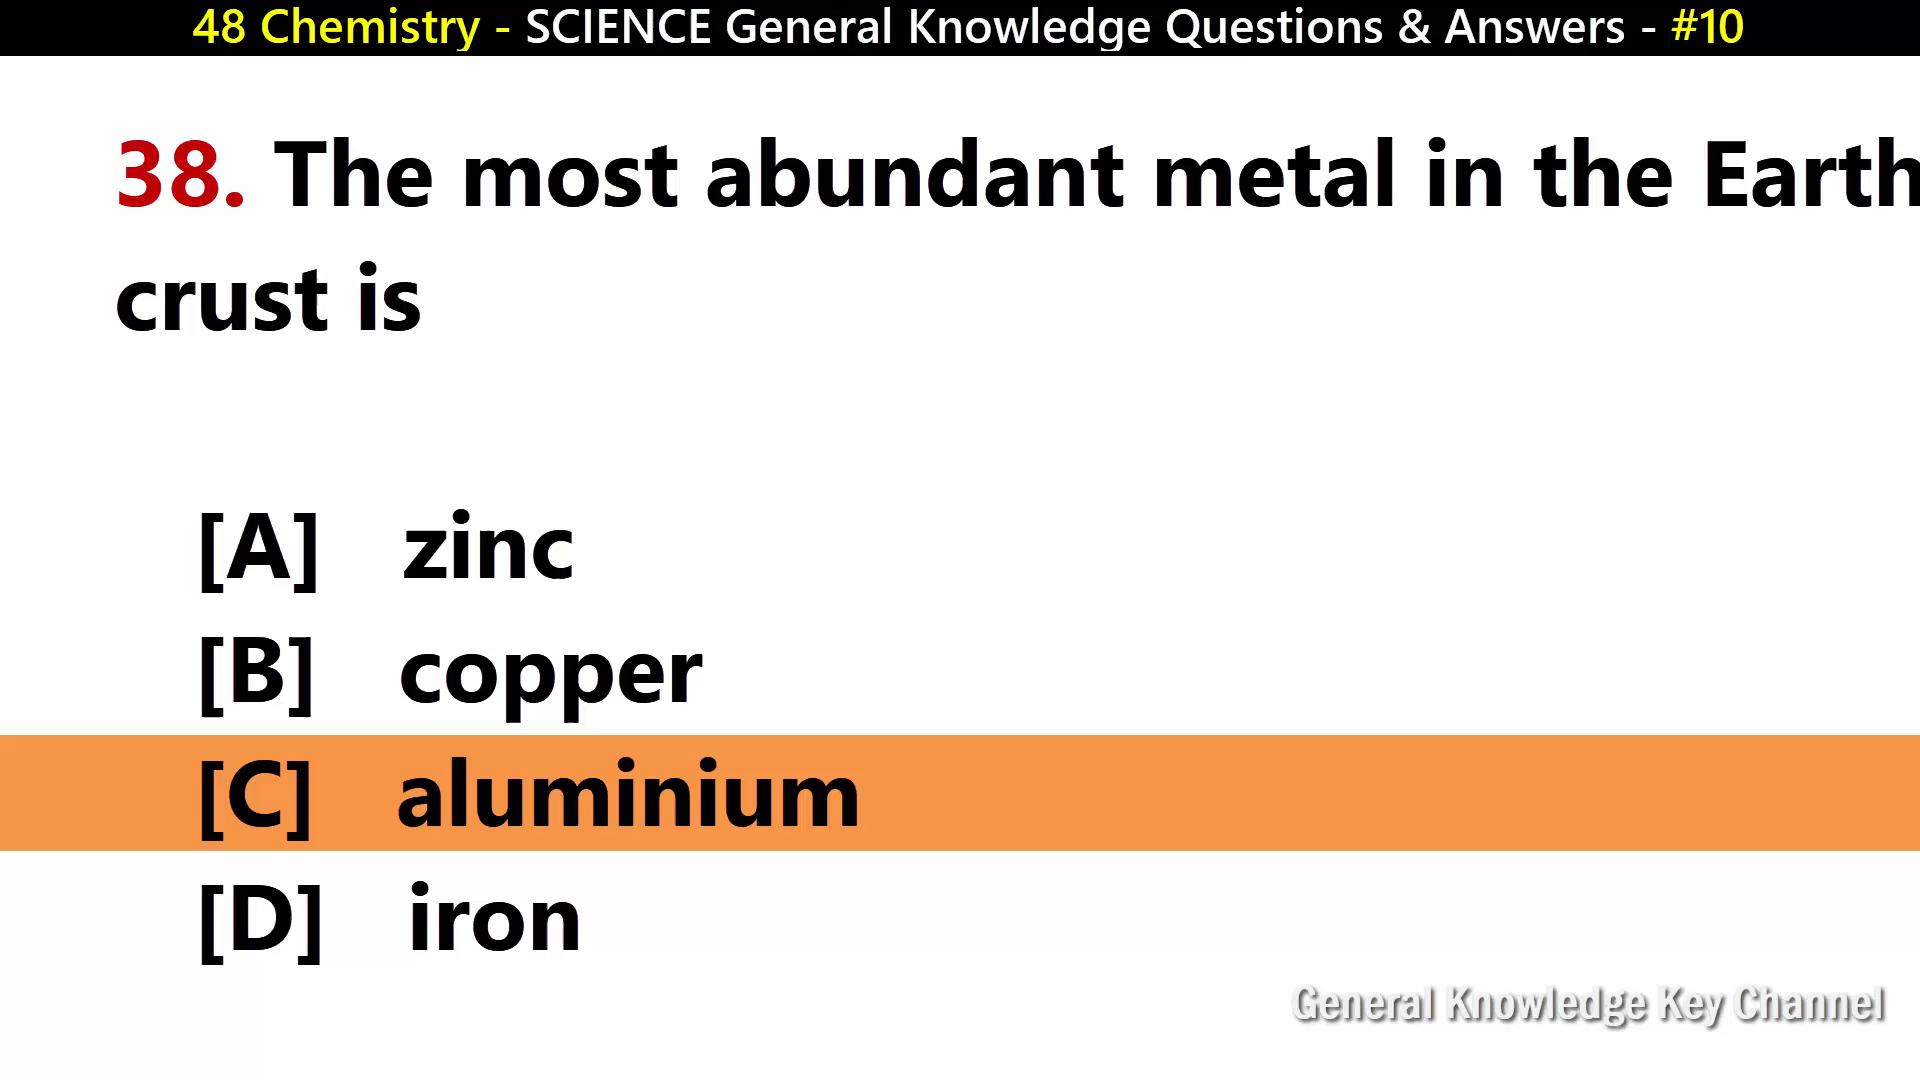 48 Chemistry - SCIENCE General Knowledge Questions & Answers - #10
38. The most abundant metal in the Earth
crust is
[A] zinc
[B] copper
[C] aluminium
[D] iron
General Knowledge Key Channel